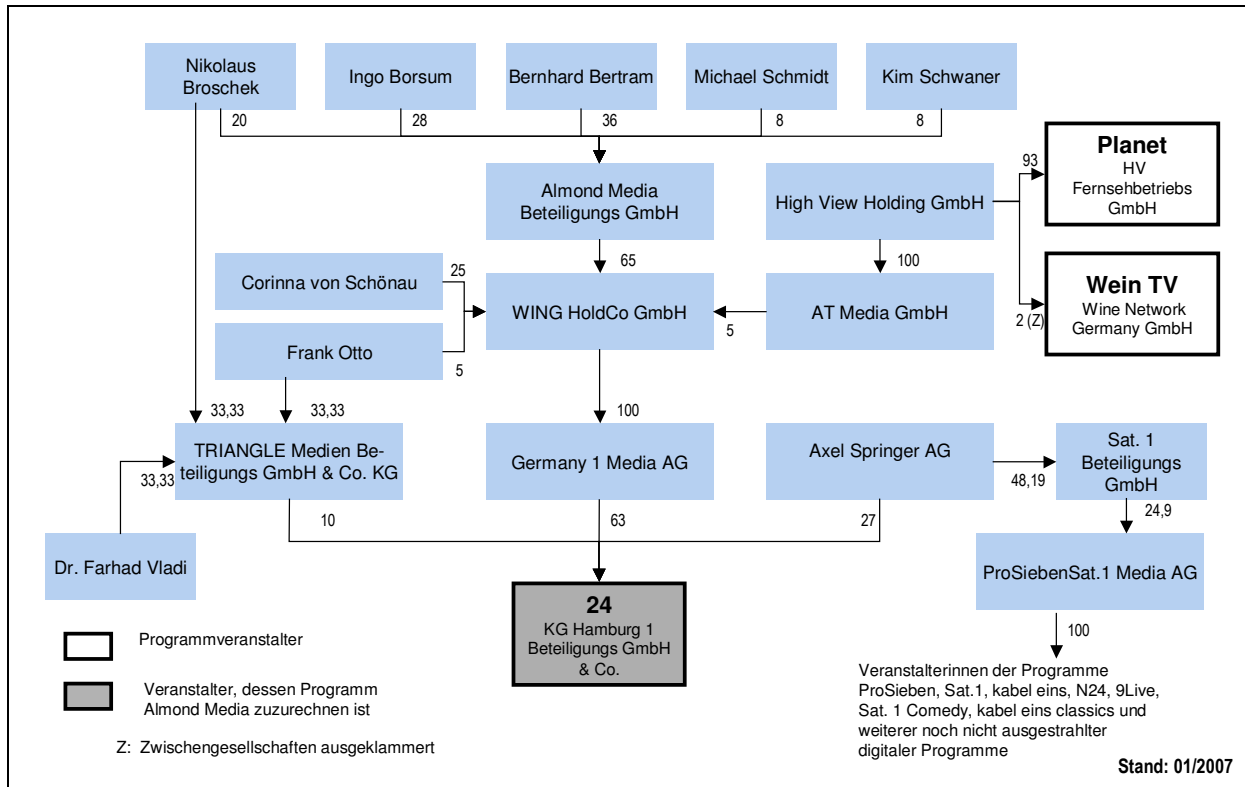 Nikolaus
Broschek
Ingo Borsum
Bernhard Bertram
Michael Schmidt
Kim Schwaner
20
28
36
8
8
Almond Media
Beteiligungs GmbH
High View Holding GmbH
93
Planet
HV
Fernsehbetriebs
GmbH
Corinna von Schönau
25
65
100
WING HoldCo GmbH
5
AT Media GmbH
2 (Z)
Wein TV
Wine Network
Germany GmbH
Frank Otto
5
33,33
33,33
100
TRIANGLE Medien Be-
teiligungs GmbH & Co. KG
33,33
Germany 1 Media AG
Axel Springer AG
48,19
Sat. 1
Beteiligungs
GmbH
10
63
27
24,9
Dr. Farhad Vladi
ProSiebenSat.1 Media AG
24
KG Hamburg 1
Beteiligungs GmbH
& Co.
100
Programmveranstalter
Veranstalter, dessen Programm
Almond Media zuzurechnen ist
Z: Zwischengesellschaften ausgeklammert
Veranstalterinnen der Programme
ProSieben, Sat.1, kabel eins, N24, 9Live,
Sat. 1 Comedy, kabel eins classics und
weiterer noch nicht ausgestrahlter
digitaler Programme
Stand: 01/2007